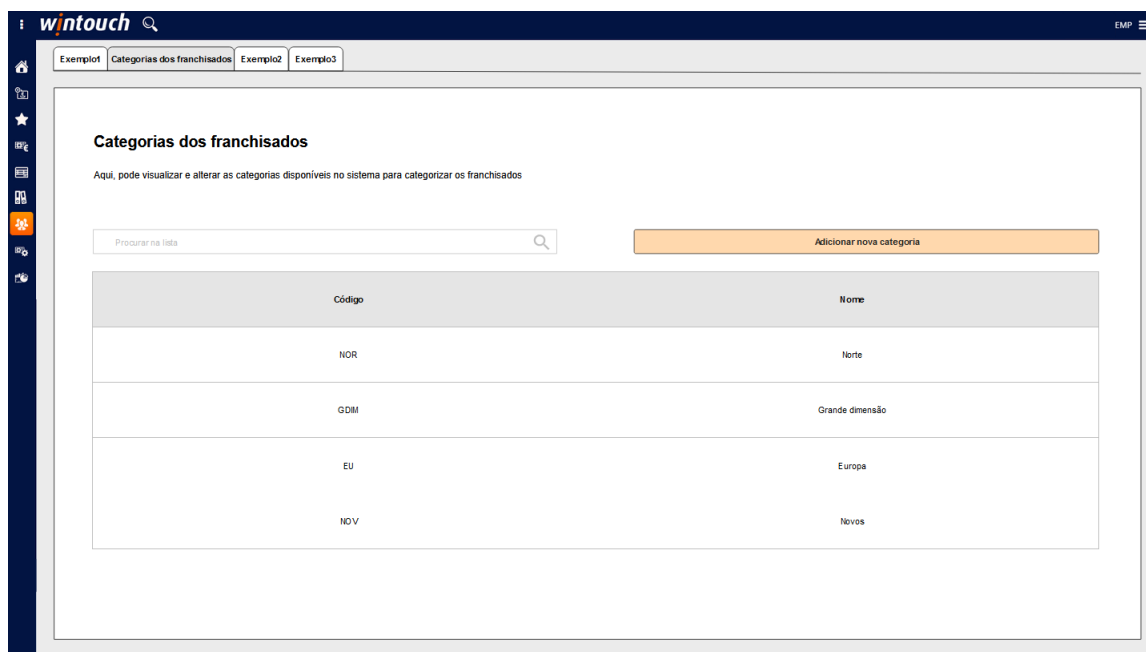 wintouch
EMP
Exemplo1 Categorias dos franchisados Exemplo2 Exemplo3
Categorias dos franchisados
Aqui, pode visualizar e alterar as categorias disponíveis no sistema para categorizar os franchisados
Procurar na lista
Adicionar nova categoria
Código Nome
NOR Norte
GDIM Grande dimensão
EU Europa
NOV Novos